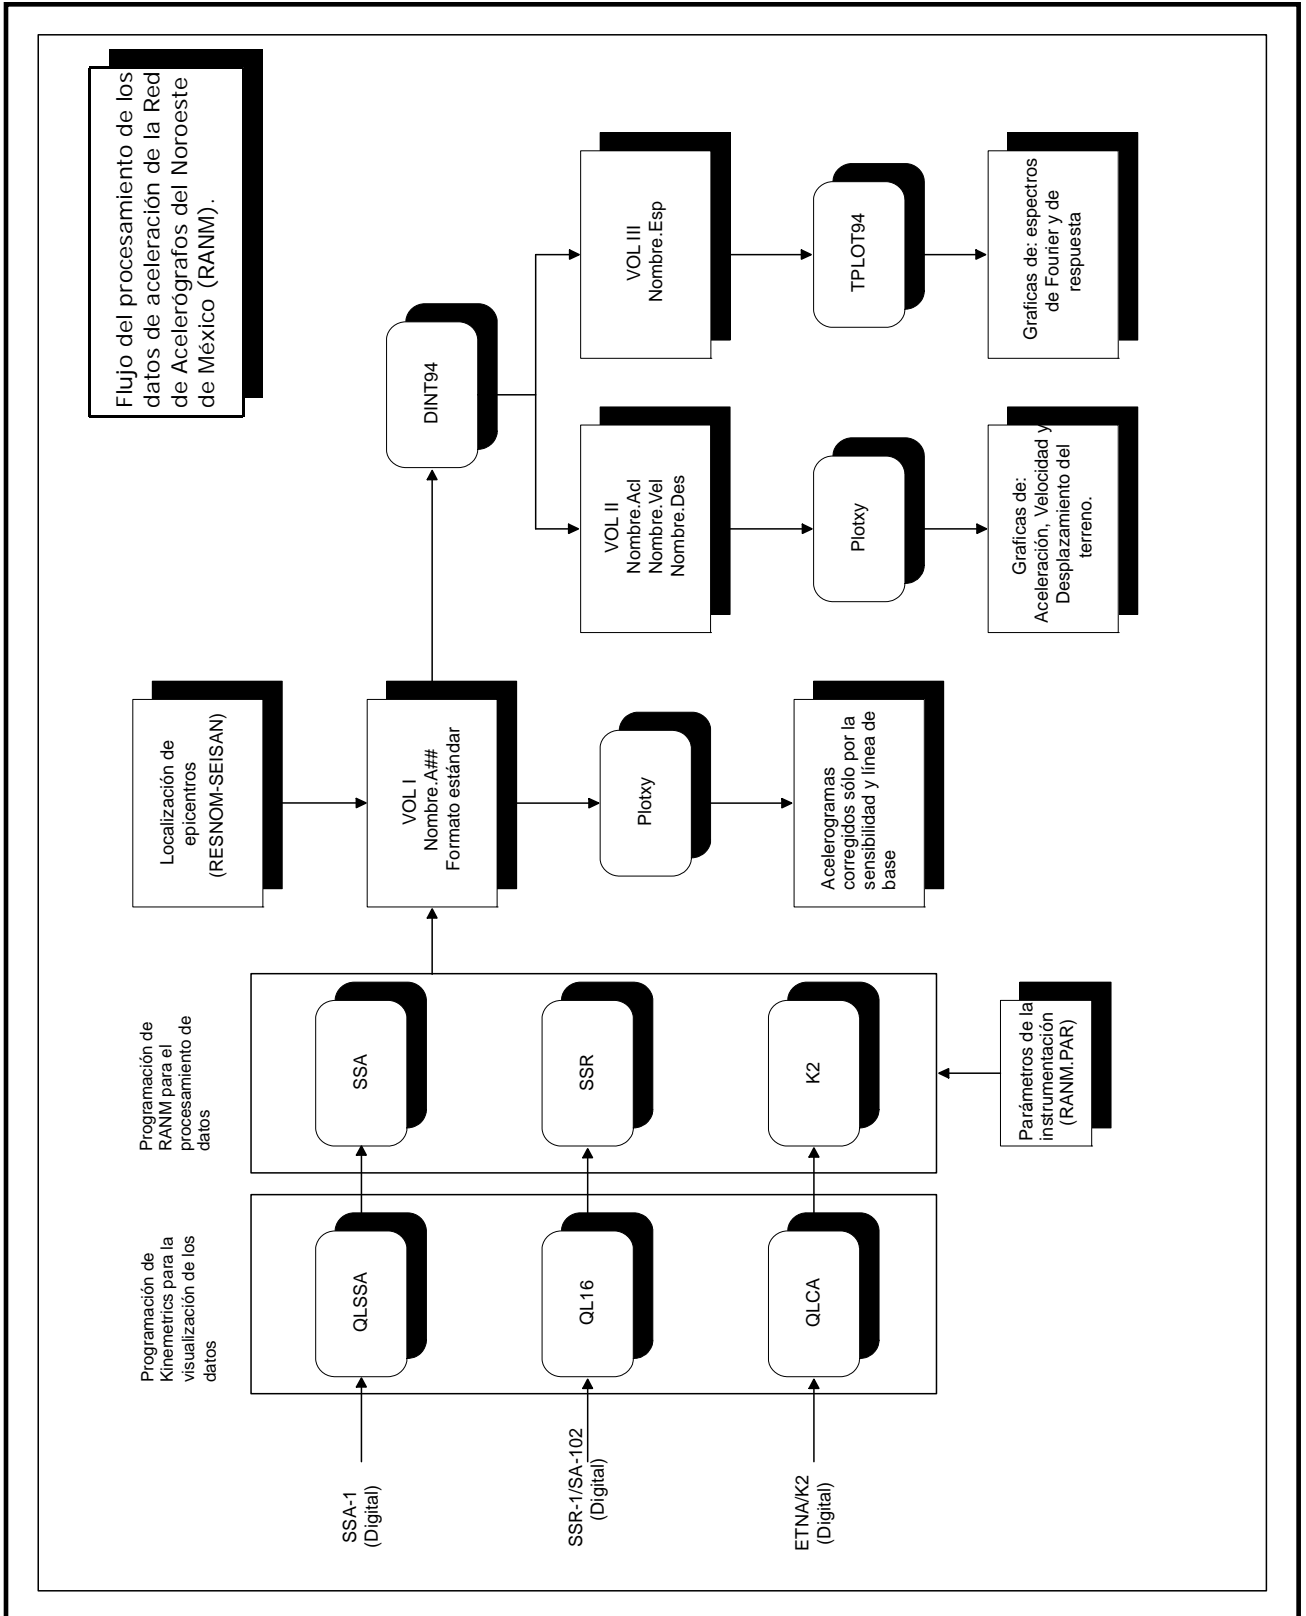 Flujo del procesamiento de los
datos de aceleración de la Red
de Acelerógrafos del Noroeste
de México (RANM).
Programación de
Kinemetrics para la
visualización de los
datos
Programación de
RANM para el
procesamiento de
datos
SSA-1
(Digital)
QLSSA
SSA
SSR-1/SA-102
(Digital)
QL16
SSR
ETNA/K2
(Digital)
QLCA
K2
Parámetros de la
instrumentación
(RANM.PAR)
Localización de
epicentros
(RESNOM-SEISAN)
VOL I
Nombre.A##
Formato estándar
Plotxy
Acelerogramas
corregidos sólo por la
sensibilidad y línea de
base
DINT94
VOL II
Nombre.Acl
Nombre.Vel
Nombre.Des
Plotxy
Graficas de:
Aceleración, Velocidad y
Desplazamiento del
terreno.
VOL III
Nombre.Esp
TPLOT94
Graficas de: espectros
de Fourier y de
respuesta